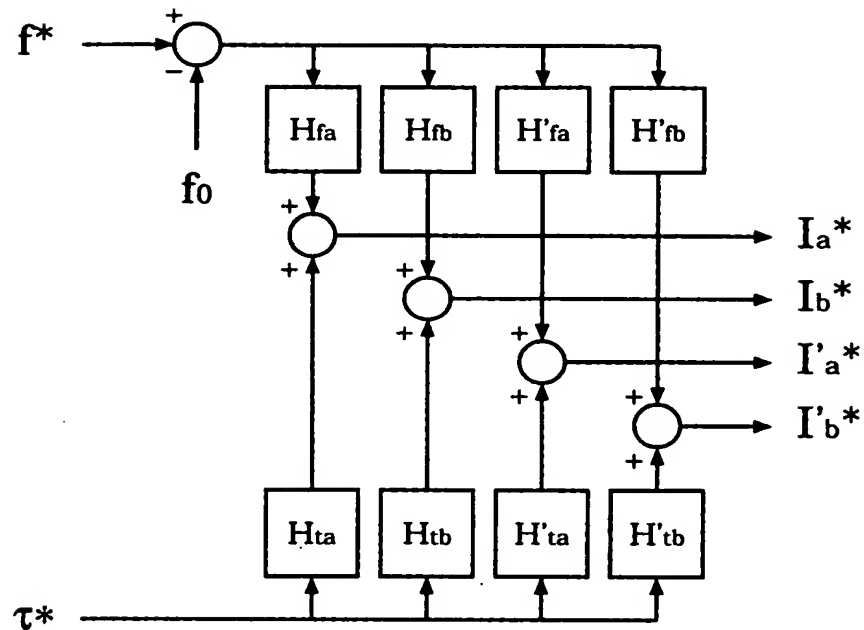 f*
+
−
f0
Hfa
Hfb
H'fa
H'fb
+
+
Ia*
+
+
Ib*
+
+
I'a*
+
+
I'b*
Hta
Htb
H'ta
H'tb
τ*